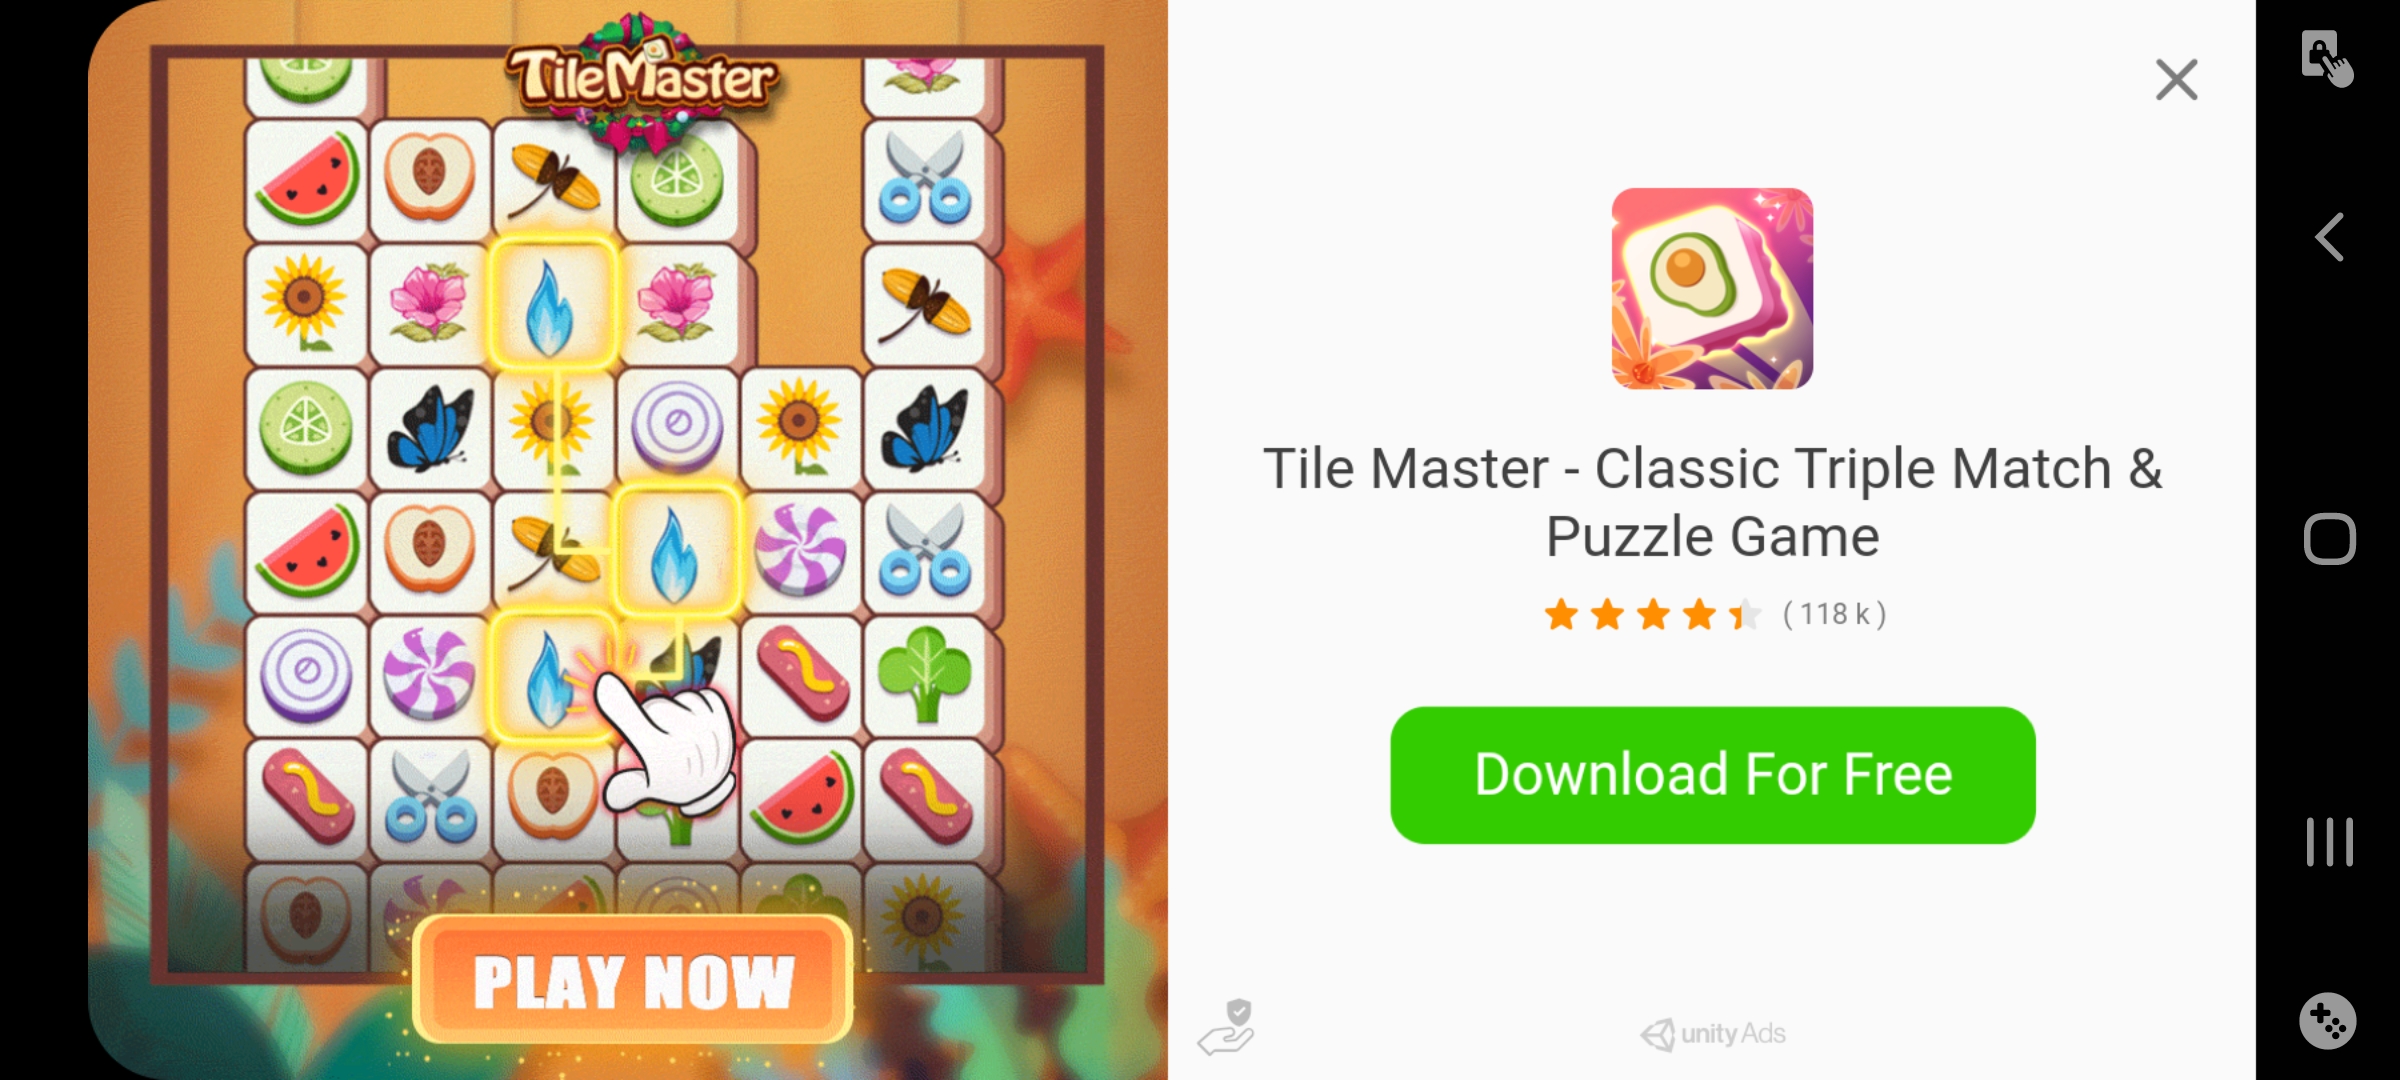 TileMaster
PLAY NOW
Tile Master - Classic Triple Match &
Puzzle Game
( 118 k )
Download For Free
unity Ads